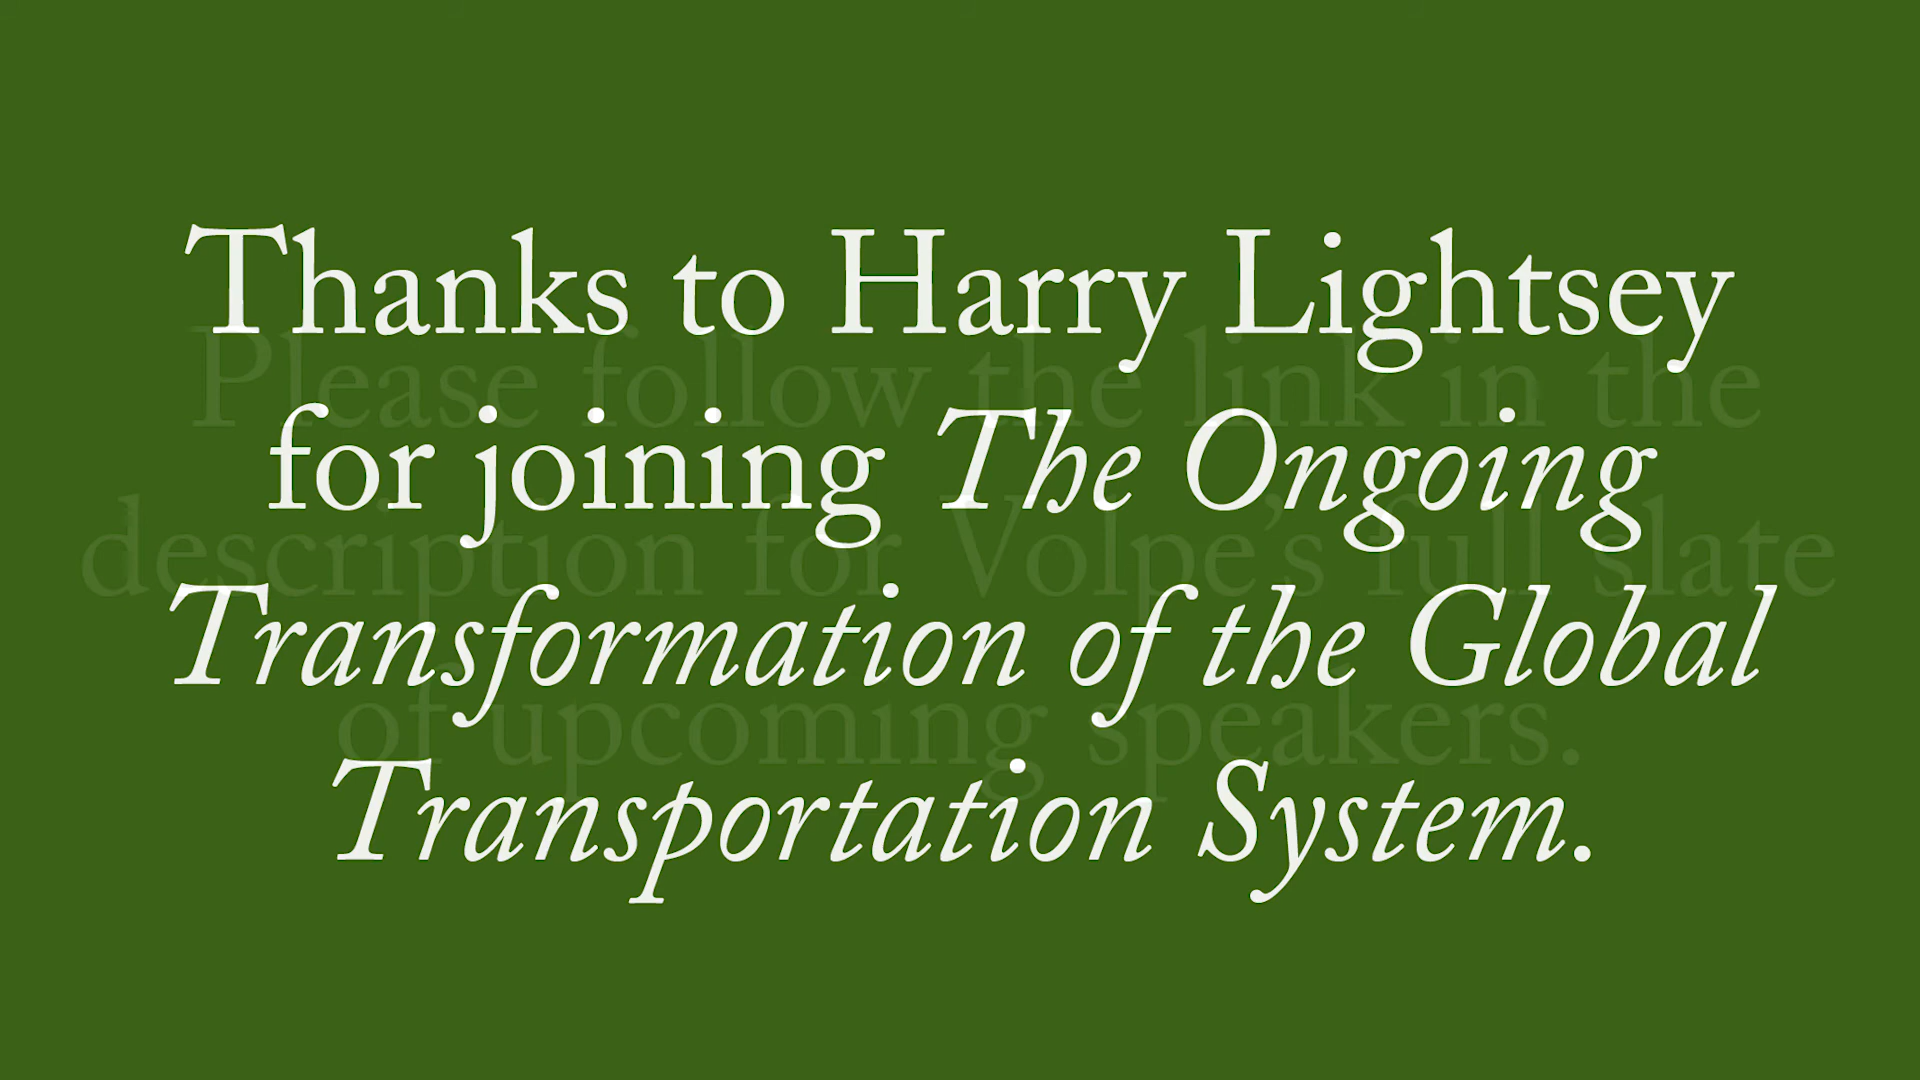 Thanks to Harry Lightsey
for joining The Ongoing
Transformation of the Global
Transportation System.
Please follow the link in the
description for Volpe’s full slate
of upcoming speakers.